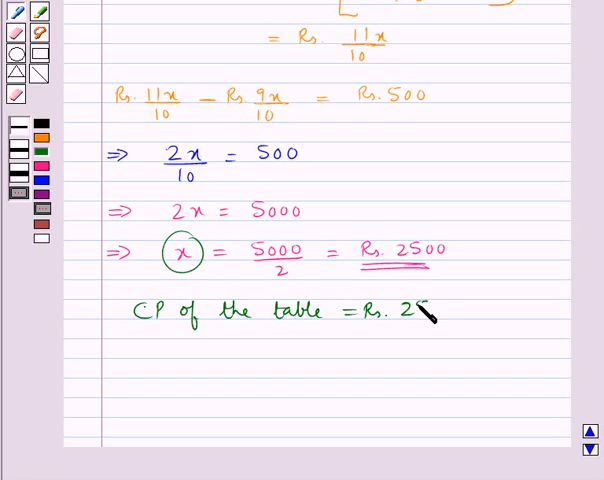 = Rs. 11x/10
Rs. 11x/10 − Rs. 9x/10 = Rs. 500
⇒ 2x/10 = 500
⇒ 2x = 5000
⇒ x = 5000/2 = Rs. 2500
CP of the table = Rs. 25